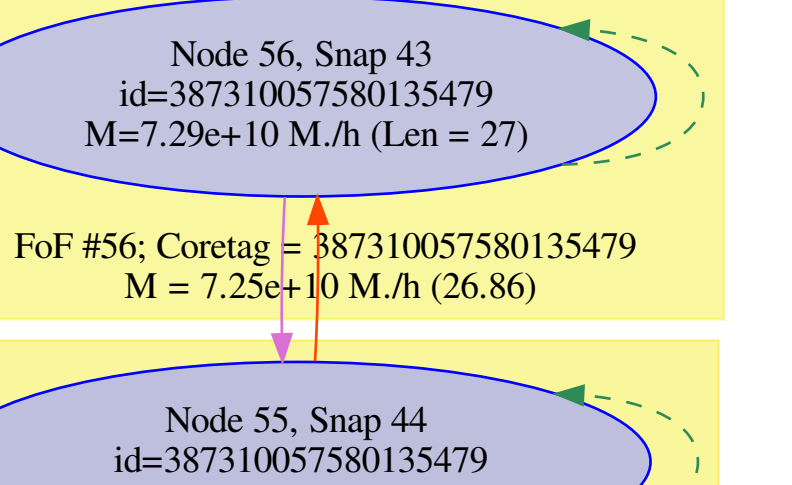 Node 56, Snap 43
id=387310057580135479
M=7.29e+10 M./h (Len = 27)
FoF #56; Coretag = 387310057580135479
M = 7.25e+10 M./h (26.86)
Node 55, Snap 44
id=387310057580135479